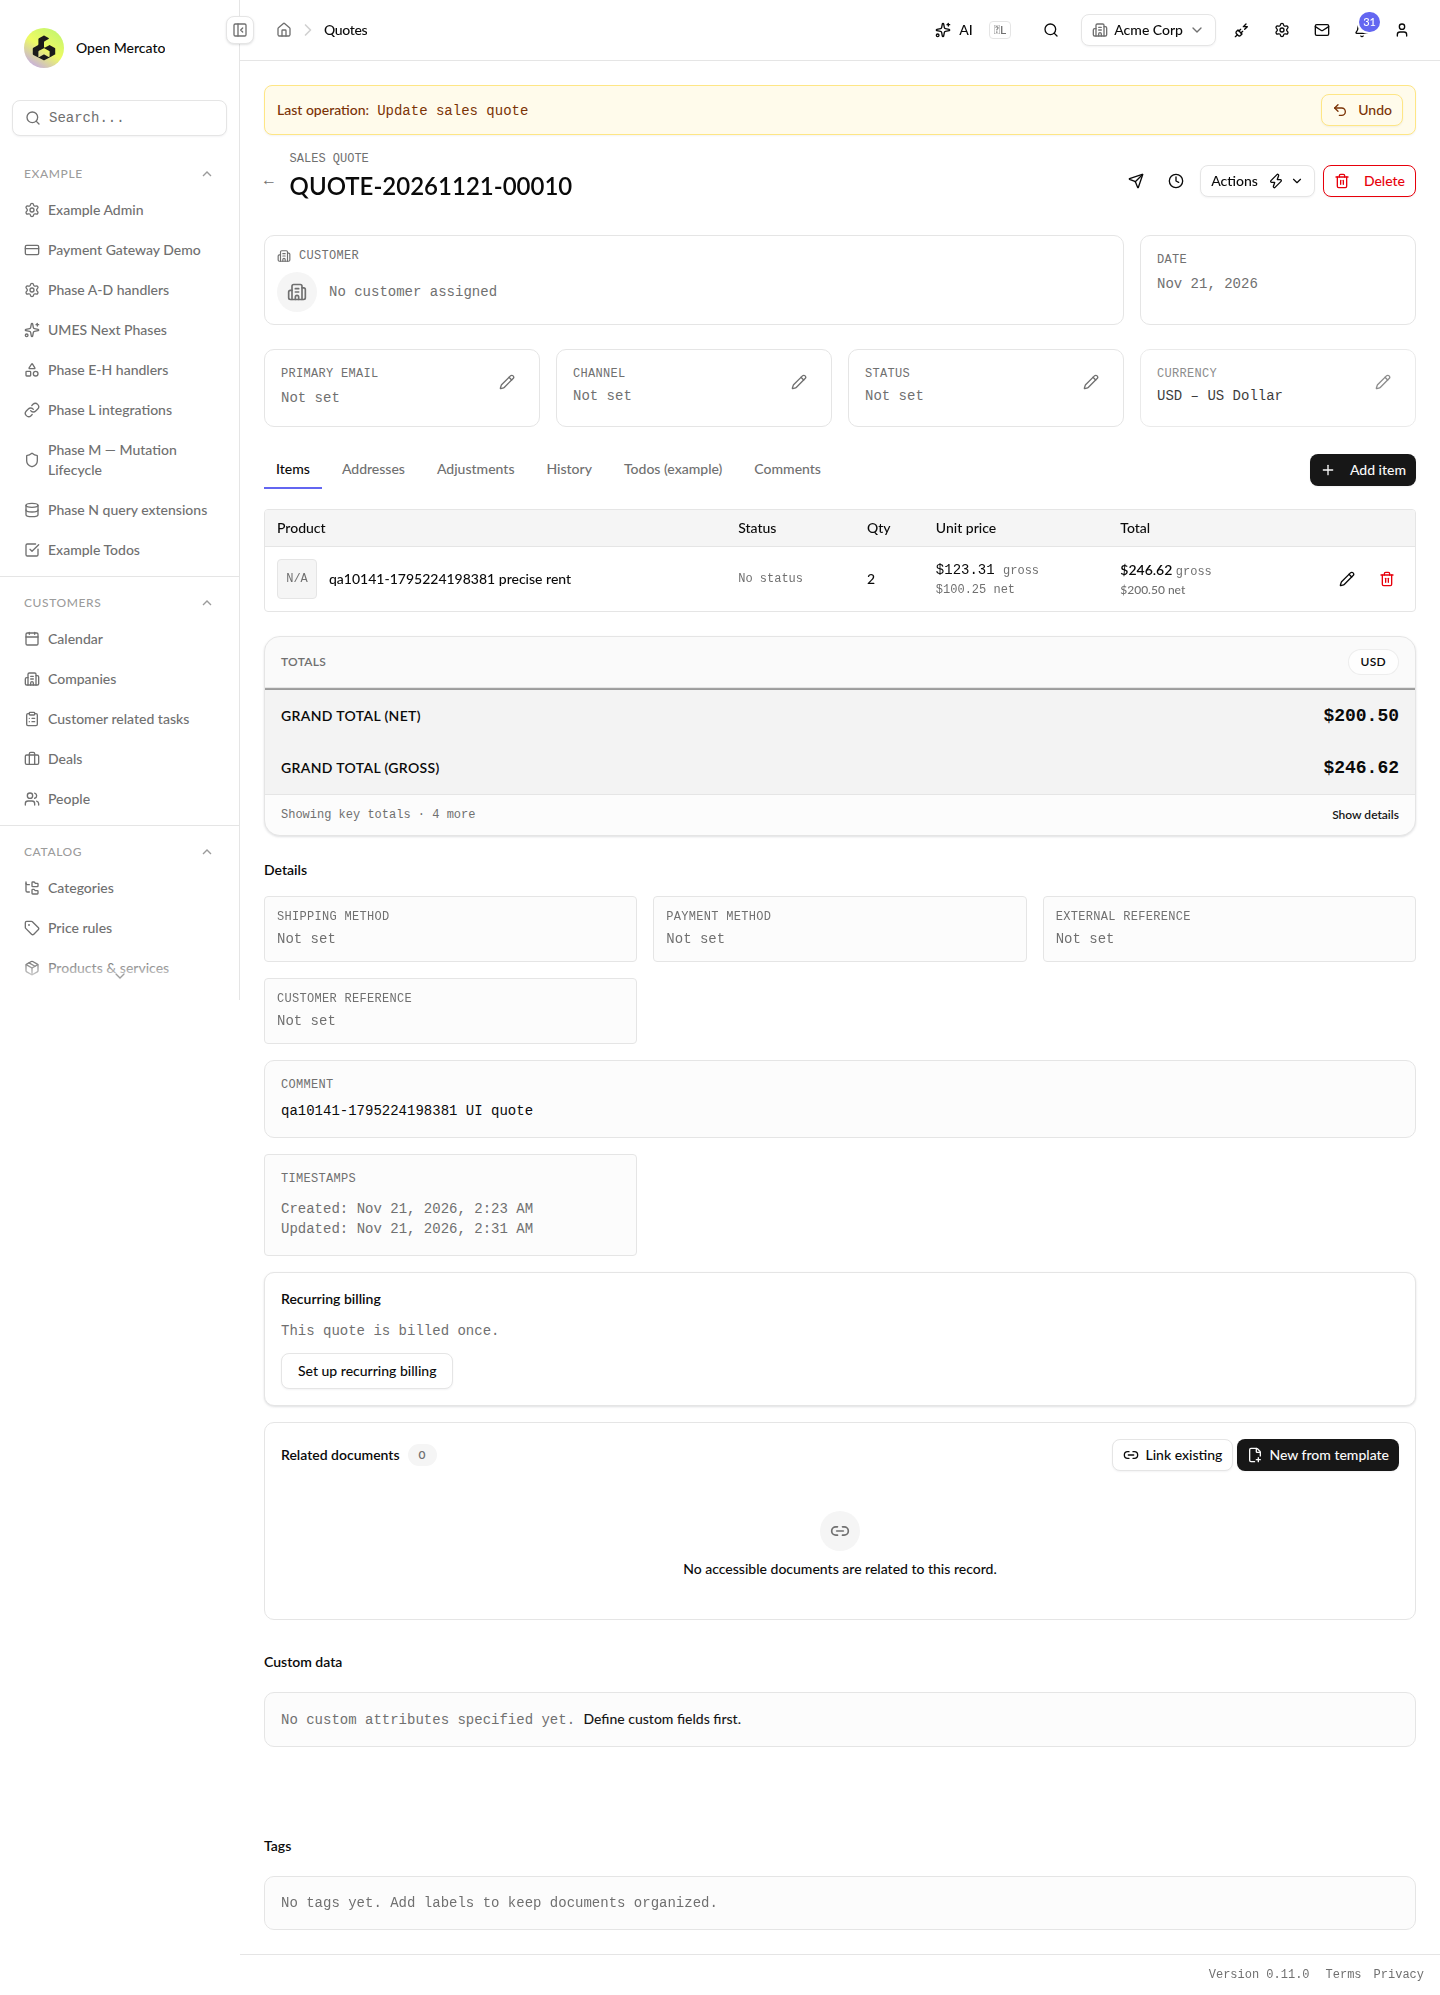 Open Mercato
Search...
EXAMPLE
Example Admin
Payment Gateway Demo
Phase A-D handlers
UMES Next Phases
Phase E-H handlers
Phase L integrations
Phase M — Mutation
Lifecycle
Phase N query extensions
Example Todos
CUSTOMERS
Calendar
Companies
Customer related tasks
Deals
People
CATALOG
Categories
Price rules
Products & services
Quotes
AI
L
Acme Corp
31
Last operation: Update sales quote
Undo
SALES QUOTE
← QUOTE-20261121-00010
Actions
Delete
CUSTOMER
No customer assigned
DATE
Nov 21, 2026
PRIMARY EMAIL
Not set
CHANNEL
Not set
STATUS
Not set
CURRENCY
USD – US Dollar
Items Addresses Adjustments History Todos (example) Comments
Add item
Product Status Qty Unit price Total
N/A qa10141-1795224198381 precise rent No status 2
$123.31 gross
$100.25 net
$246.62 gross
$200.50 net
TOTALS USD
GRAND TOTAL (NET) $200.50
GRAND TOTAL (GROSS) $246.62
Showing key totals · 4 more Show details
Details
SHIPPING METHOD
Not set
PAYMENT METHOD
Not set
EXTERNAL REFERENCE
Not set
CUSTOMER REFERENCE
Not set
COMMENT
qa10141-1795224198381 UI quote
TIMESTAMPS
Created: Nov 21, 2026, 2:23 AM
Updated: Nov 21, 2026, 2:31 AM
Recurring billing
This quote is billed once.
Set up recurring billing
Related documents 0
Link existing
New from template
No accessible documents are related to this record.
Custom data
No custom attributes specified yet. Define custom fields first.
Tags
No tags yet. Add labels to keep documents organized.
Version 0.11.0 Terms Privacy